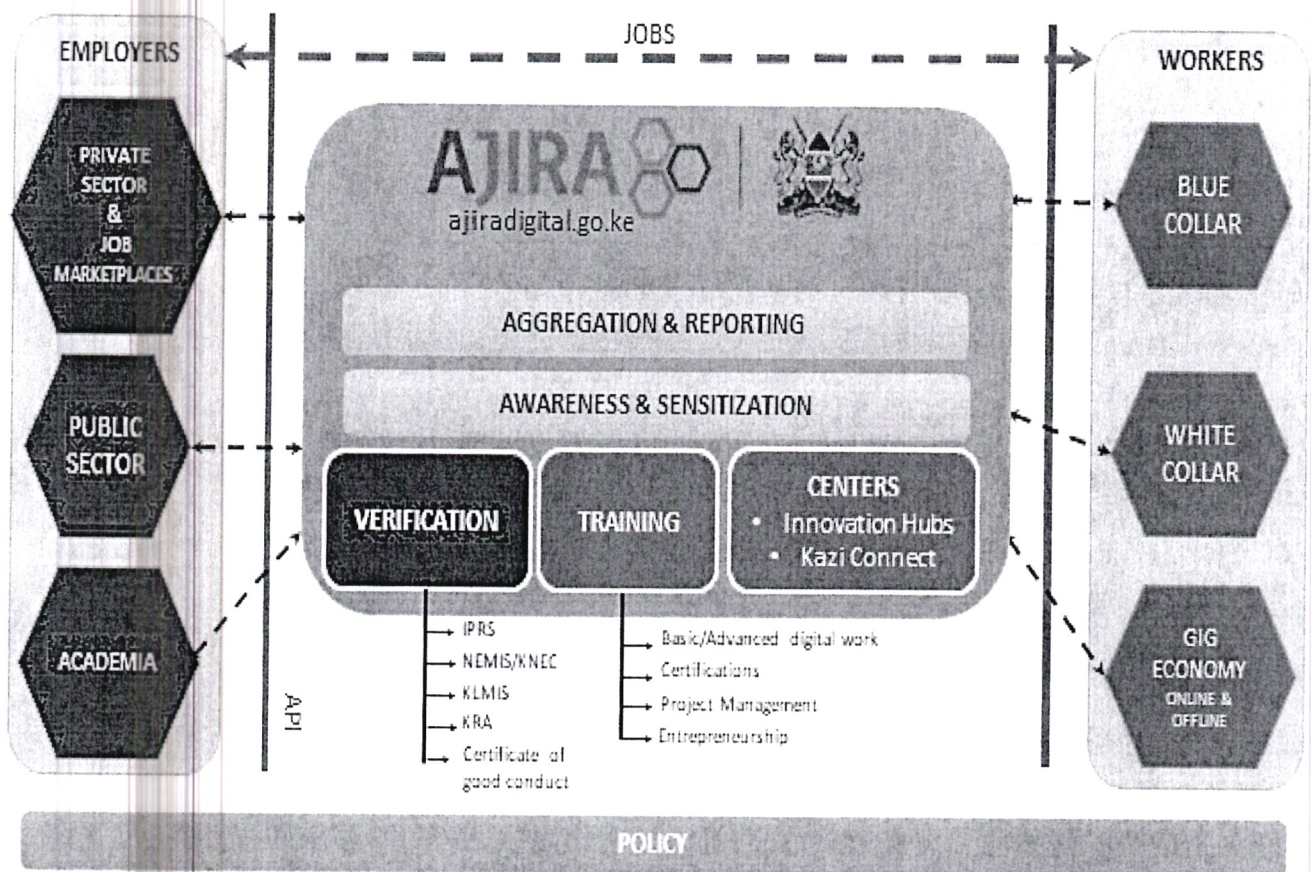 JOBS
EMPLOYERS
PRIVATE
SECTOR
&
JOB
MARKETPLACES
PUBLIC
SECTOR
ACADEMIA
API
AJIRA
ajiradigital.go.ke
AGGREGATION & REPORTING
AWARENESS & SENSITIZATION
VERIFICATION
IPRS
NEMIS/KNEC
KLMIS
KRA
Certificate of
good conduct
TRAINING
Basic/Advanced digital work
Certifications
Project Management
Entrepreneurship
CENTERS
• Innovation Hubs
• Kazi Connect
WORKERS
BLUE
COLLAR
WHITE
COLLAR
GIG
ECONOMY
ONLINE &
OFFLINE
POLICY